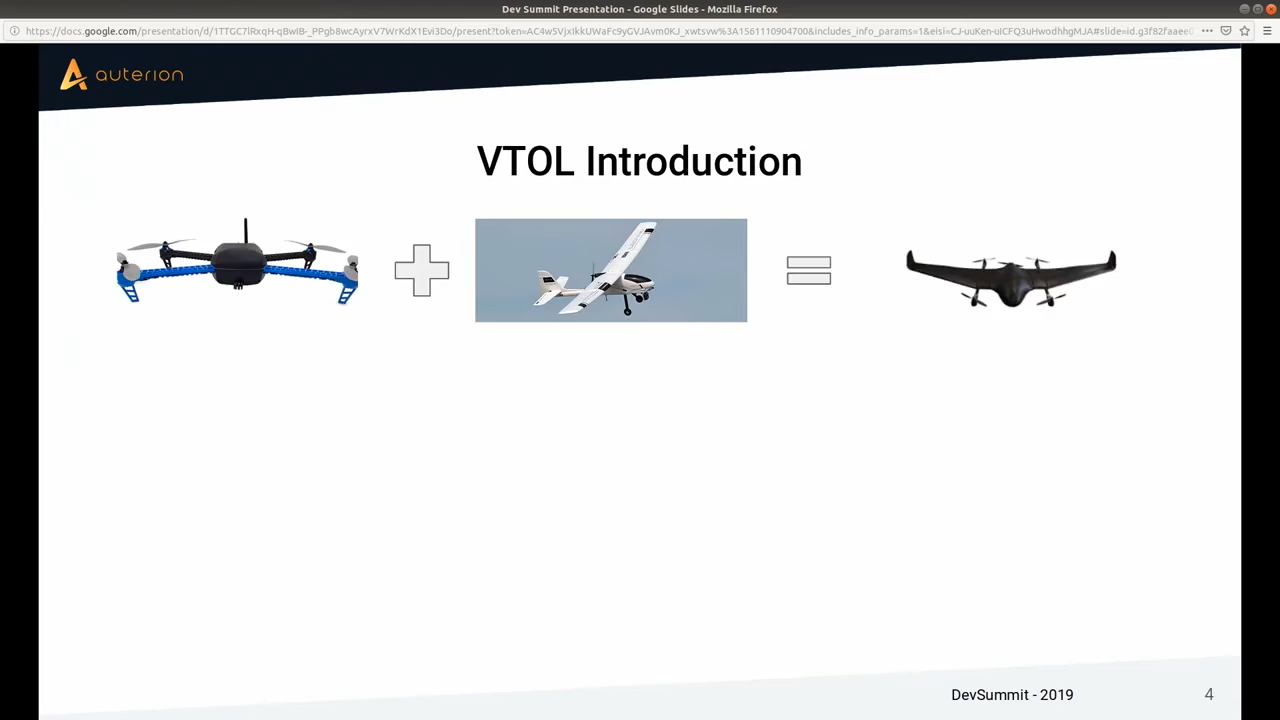 Dev Summit Presentation - Google Slides - Mozilla Firefox
auterion
VTOL Introduction
DevSummit - 2019
4